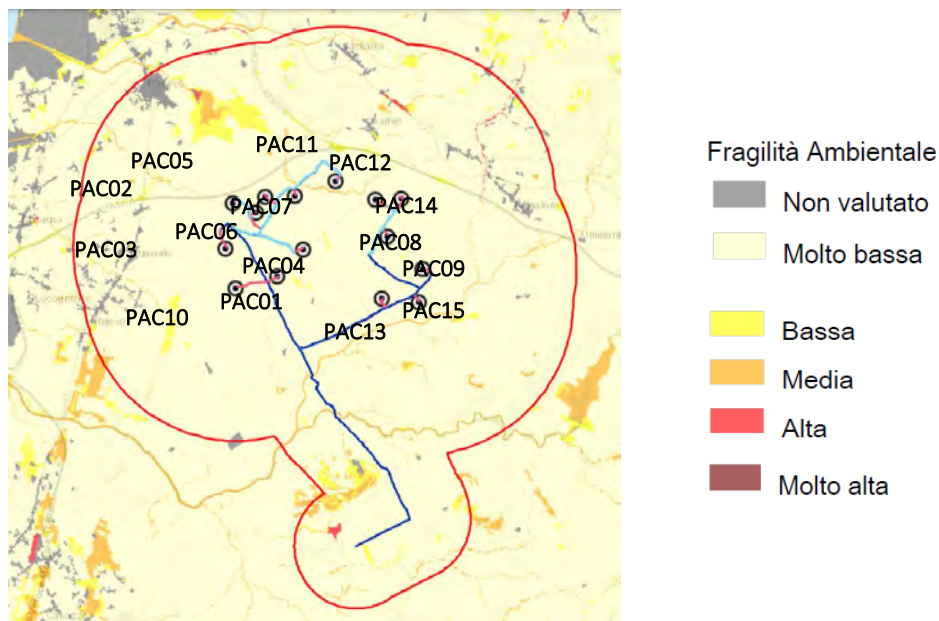 PAC11
PAC05
PAC12
PAC02
PAC07
PAC14
PAC06
PAC08
PAC03
PAC04
PAC09
PAC01
PAC15
PAC10
PAC13
Fragilità Ambientale
Non valutato
Molto bassa
Bassa
Media
Alta
Molto alta